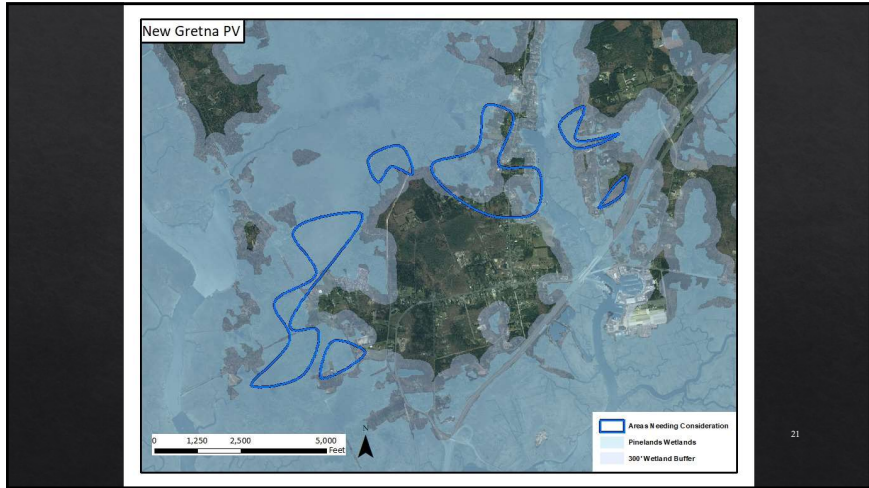 New Gretna PV
Areas Needing Consideration
Pinelands Wetlands
300' Wetland Buffer
0 1,250 2,500 5,000
Feet
N
21